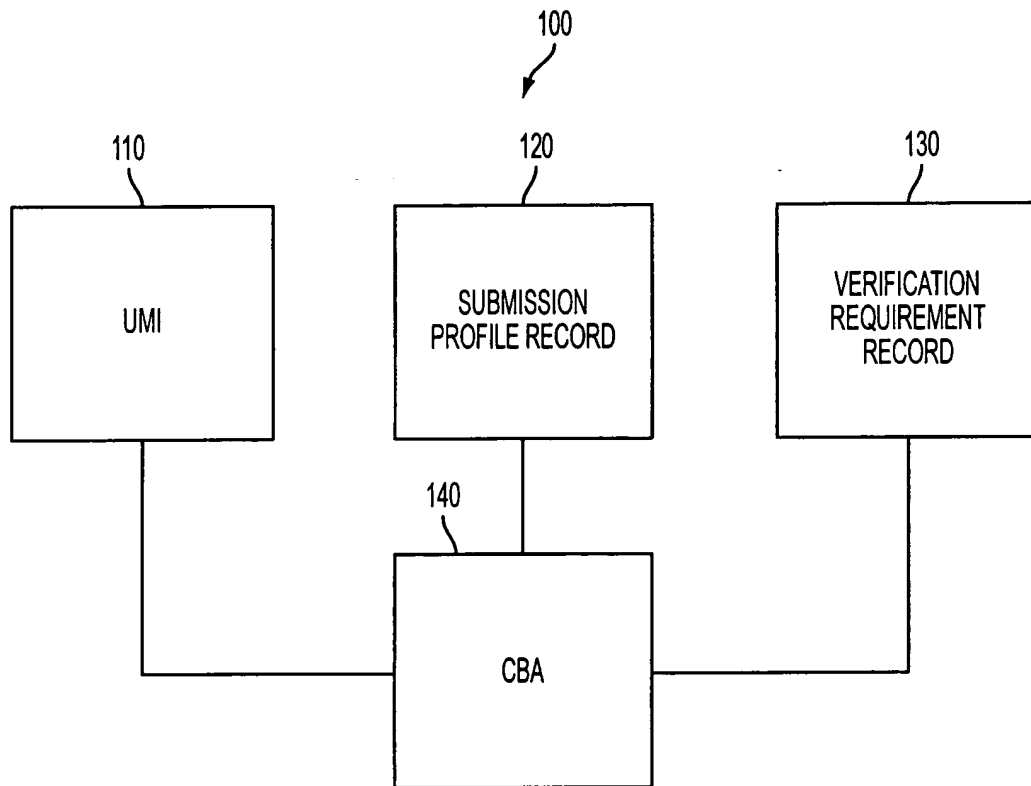 100
110
120
130
UMI
SUBMISSION
PROFILE RECORD
VERIFICATION
REQUIREMENT
RECORD
140
CBA